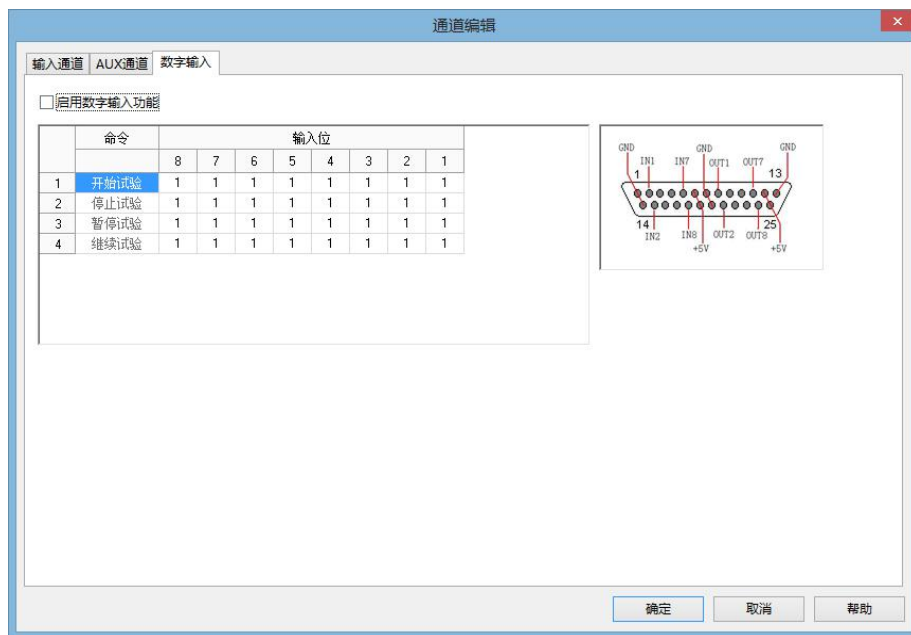 通道编辑
输入通道 AUX通道 数字输入
启用数字输入功能
命令 输入位
8 7 6 5 4 3 2 1
1 开始试验 1 1 1 1 1 1 1 1
2 停止试验 1 1 1 1 1 1 1 1
3 暂停试验 1 1 1 1 1 1 1 1
4 继续试验 1 1 1 1 1 1 1 1
GND GND GND
IN1 IN7 OUT1 OUT7
1 13
14 25
IN2 IN8 OUT2 OUT8
+5V +5V
确定 取消 帮助